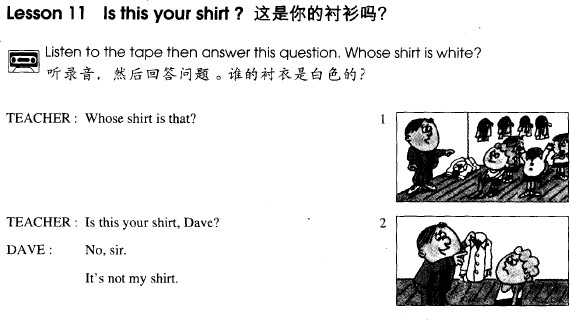 Lesson 11 Is this your shirt? 这是你的衬衫吗?
Listen to the tape then answer this question. Whose shirt is white?
听录音，然后回答问题。谁的衬衣是白色的?
TEACHER: Whose shirt is that? 1
TEACHER: Is this your shirt, Dave? 2
DAVE: No, sir.
It's not my shirt.